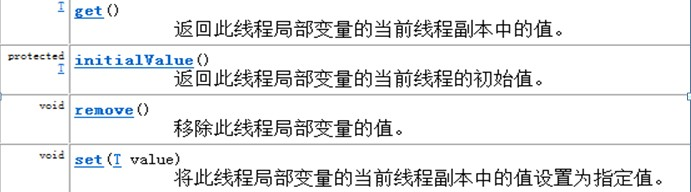 T get()
返回此线程局部变量的当前线程副本中的值。
protected T initialValue()
返回此线程局部变量的当前线程的初始值。
void remove()
移除此线程局部变量的值。
void set(T value)
将此线程局部变量的当前线程副本中的值设置为指定值。